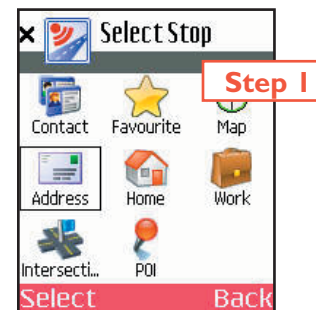 Select Stop
Step 1
Contact Favourite Map
Address Home Work
Intersecti... POI
Select Back